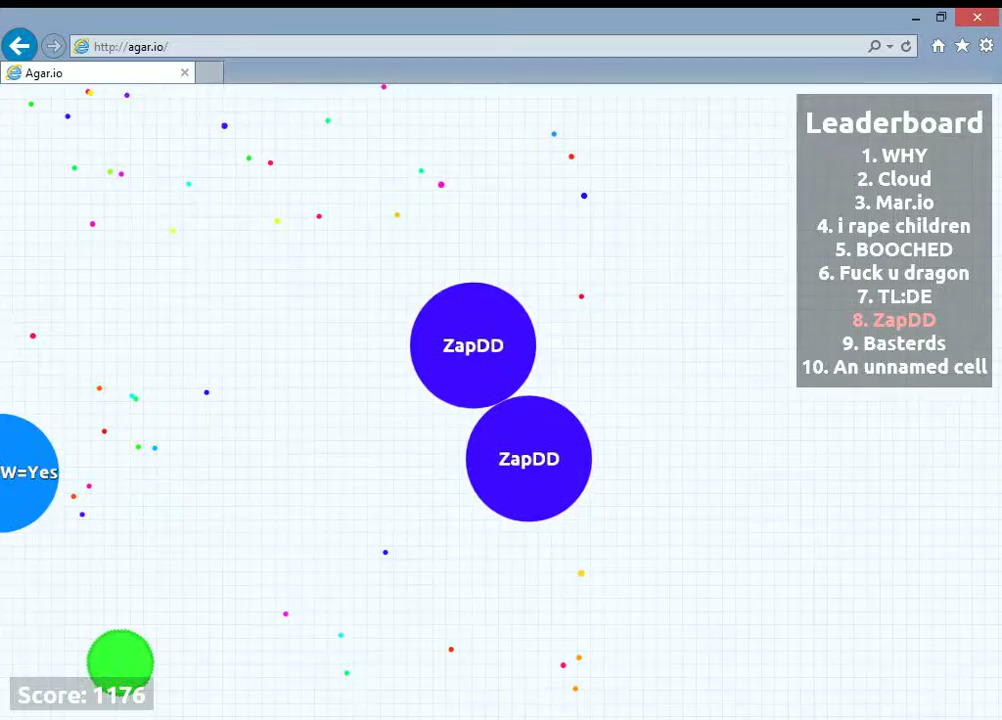 http://agar.io/
Agar.io
Leaderboard
1. WHY
2. Cloud
3. Mar.io
4. i rape children
5. BOOCHED
6. Fuck u dragon
7. TL:DE
8. ZapDD
9. Basterds
10. An unnamed cell
ZapDD
ZapDD
W=Yes
Score: 1176